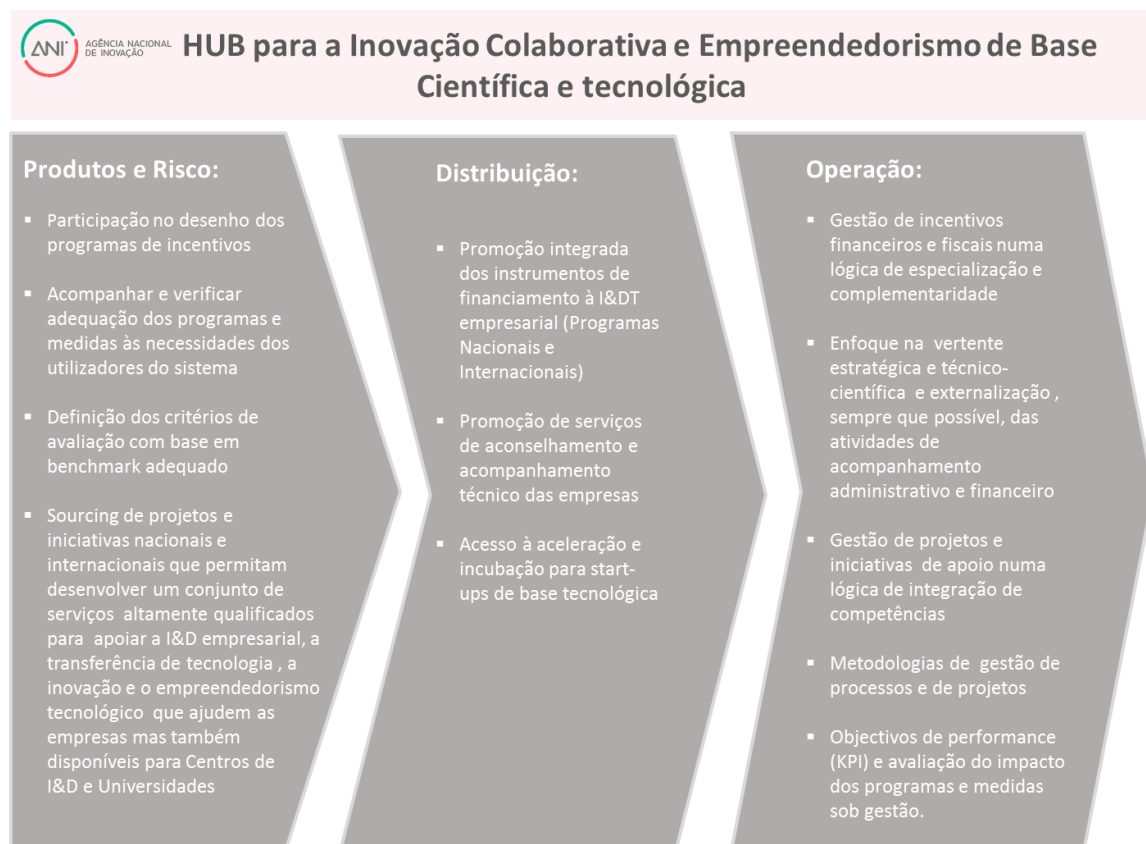 ANI
AGÊNCIA NACIONAL
DE INOVAÇÃO
HUB para a Inovação Colaborativa e Empreendedorismo de Base
Científica e tecnológica
Produtos e Risco:
▪ Participação no desenho dos
programas de incentivos
▪ Acompanhar e verificar
adequação dos programas e
medidas às necessidades dos
utilizadores do sistema
▪ Definição dos critérios de
avaliação com base em
benchmark adequado
▪ Sourcing de projetos e
iniciativas nacionais e
internacionais que permitam
desenvolver um conjunto de
serviços altamente qualificados
para apoiar a I&D empresarial, a
transferência de tecnologia , a
inovação e o empreendedorismo
tecnológico que ajudem as
empresas mas também
disponíveis para Centros de
I&D e Universidades
Distribuição:
▪ Promoção integrada
dos instrumentos de
financiamento à I&DT
empresarial (Programas
Nacionais e
Internacionais)
▪ Promoção de serviços
de aconselhamento e
acompanhamento
técnico das empresas
▪ Acesso à aceleração e
incubação para start-
ups de base tecnológica
Operação:
▪ Gestão de incentivos
financeiros e fiscais numa
lógica de especialização e
complementaridade
▪ Enfoque na vertente
estratégica e técnico-
científica e externalização ,
sempre que possível, das
atividades de
acompanhamento
administrativo e financeiro
▪ Gestão de projetos e
iniciativas de apoio numa
lógica de integração de
competências
▪ Metodologias de gestão de
processos e de projetos
▪ Objectivos de performance
(KPI) e avaliação do impacto
dos programas e medidas
sob gestão.